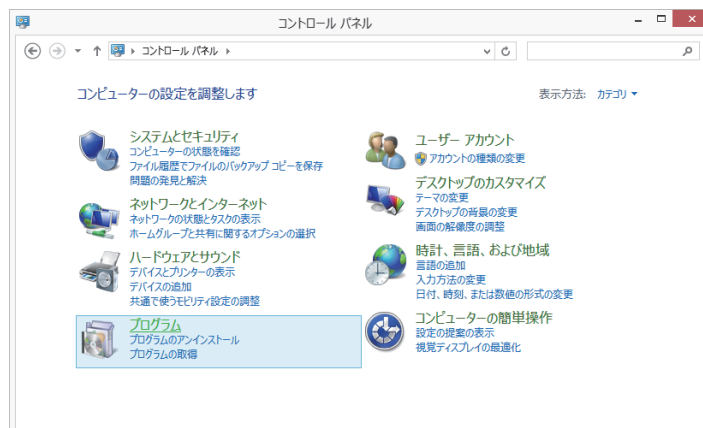 コントロール パネル
コントロール パネル
コンピューターの設定を調整します
表示方法: カテゴリ
システムとセキュリティ
コンピューターの状態を確認
ファイル履歴でファイルのバックアップ コピーを保存
問題の発見と解決
ネットワークとインターネット
ネットワークの状態とタスクの表示
ホームグループと共有に関するオプションの選択
ハードウェアとサウンド
デバイスとプリンターの表示
デバイスの追加
共通で使うモビリティ設定の調整
プログラム
プログラムのアンインストール
プログラムの取得
ユーザー アカウント
アカウントの種類の変更
デスクトップのカスタマイズ
テーマの変更
デスクトップの背景の変更
画面の解像度の調整
時計、言語、および地域
言語の追加
入力方法の変更
日付、時刻、または数値の形式の変更
コンピューターの簡単操作
設定の提案の表示
視覚ディスプレイの最適化